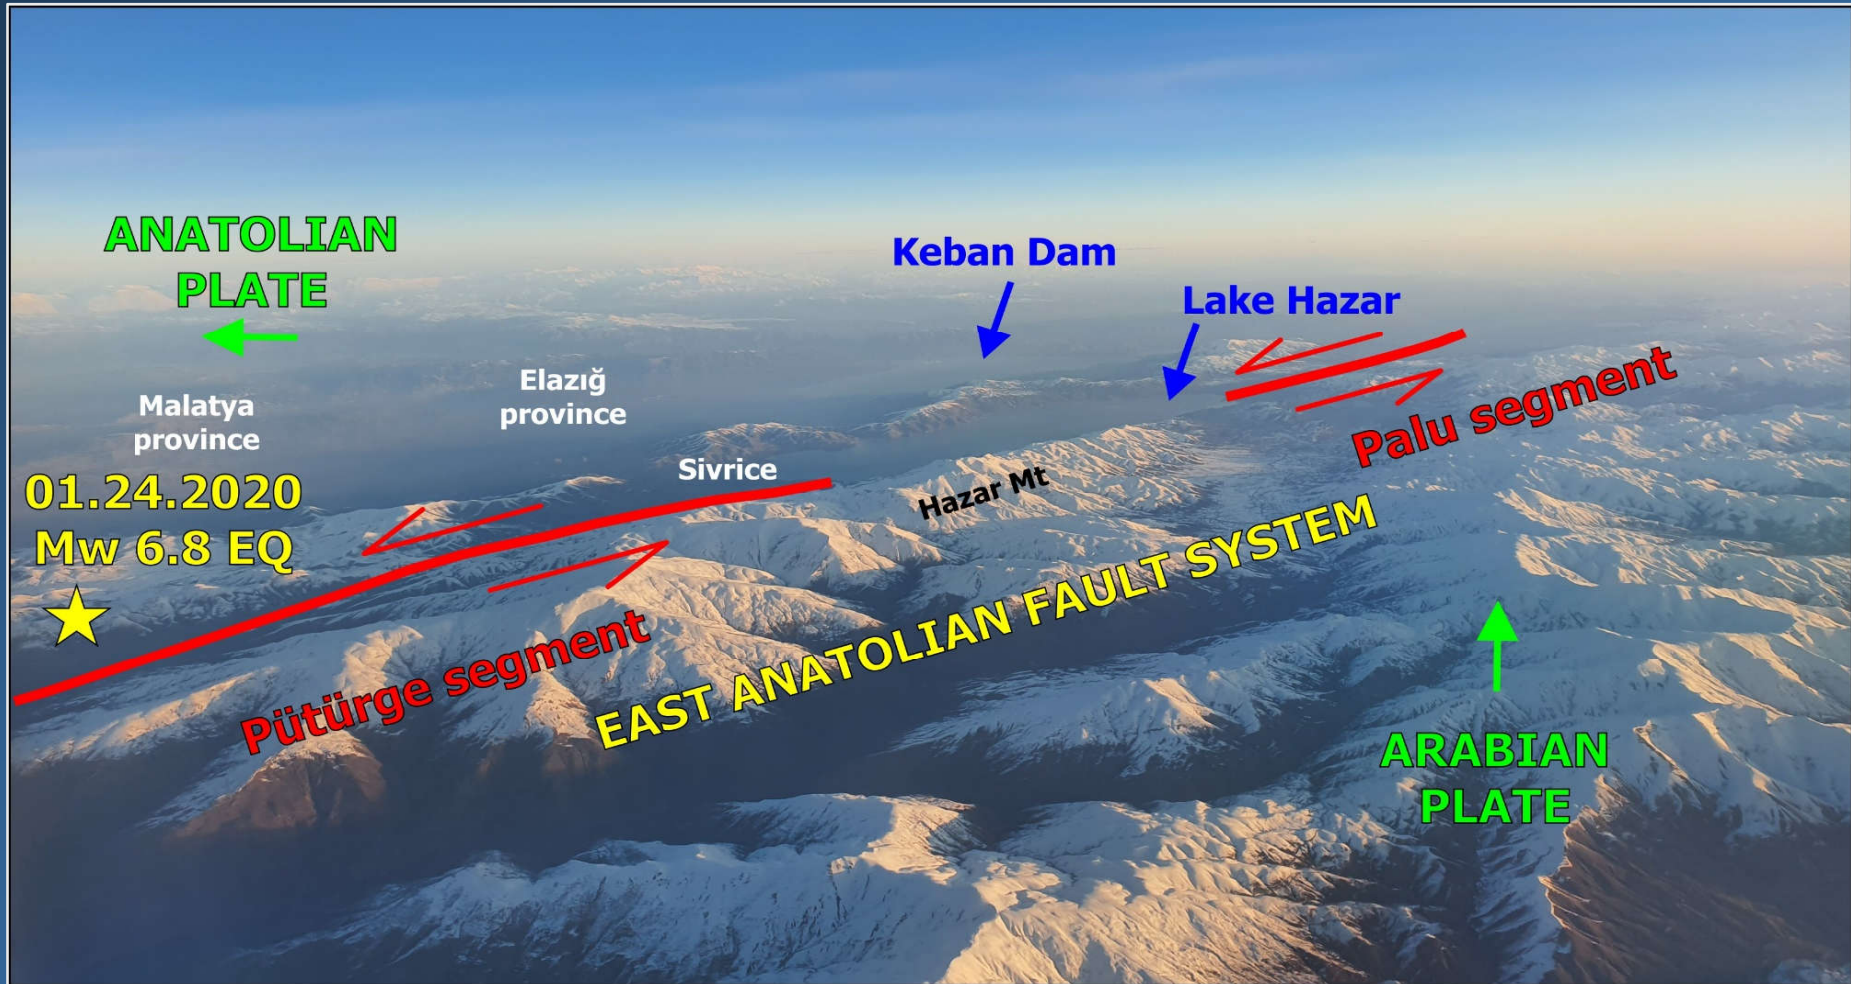 ANATOLIAN
PLATE
Keban Dam
Lake Hazar
Malatya
province
Elazığ
province
Sivrice
Hazar Mt
Palu segment
01.24.2020
Mw 6.8 EQ
Pütürge segment
EAST ANATOLIAN FAULT SYSTEM
ARABIAN
PLATE